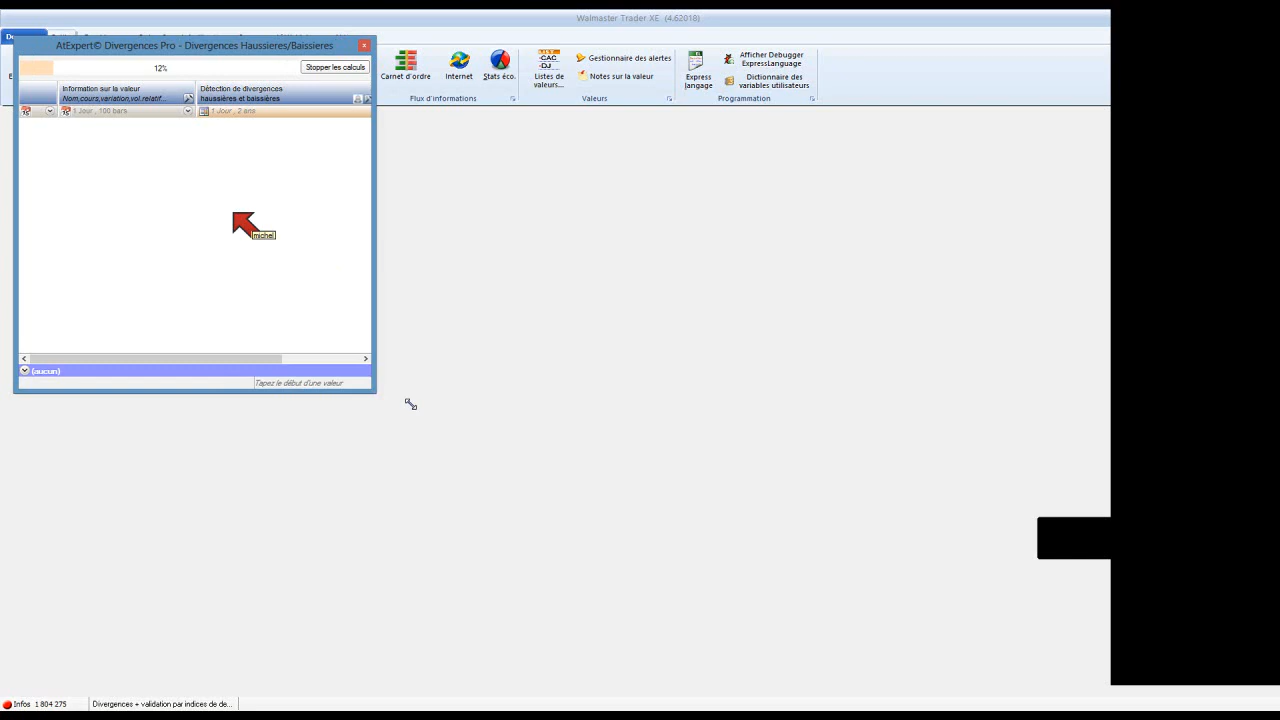 Walmaster Trader XE (4.62018)
AtExpert© Divergences Pro - Divergences Haussieres/Baissieres
12%
Stopper les calculs
Information sur la valeur
Nom,cours,variation,vol.relatif...
Détection de divergences
haussières et baissières
1 Jour , 100 bars
1 Jour , 2 ans
michel
(aucun)
Tapez le début d'une valeur
Carnet d'ordre
Internet
Stats éco.
Flux d'informations
Listes de
valeurs...
Gestionnaire des alertes
Notes sur la valeur
Valeurs
Express
langage
Afficher Debugger
ExpressLanguage
Dictionnaire des
variables utilisateurs
Programmation
Infos 1 804 275
Divergences + validation par indices de de...